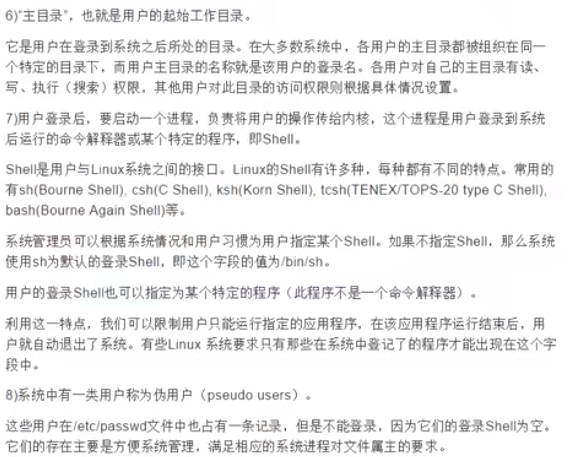 6)“主目录”，也就是用户的起始工作目录。
它是用户在登录到系统之后所处的目录。在大多数系统中，各用户的主目录都被组织在同一
个特定的目录下，而用户主目录的名称就是该用户的登录名。各用户对自己的主目录有读、
写、执行（搜索）权限，其他用户对此目录的访问权限则根据具体情况设置。
7)用户登录后，要启动一个进程，负责将用户的操作传给内核，这个进程是用户登录到系统
后运行的命令解释器或某个特定的程序，即Shell。
Shell是用户与Linux系统之间的接口。Linux的Shell有许多种，每种都有不同的特点。常用的
有sh(Bourne Shell), csh(C Shell), ksh(Korn Shell), tcsh(TENEX/TOPS-20 type C Shell),
bash(Bourne Again Shell)等。
系统管理员可以根据系统情况和用户习惯为用户指定某个Shell。如果不指定Shell，那么系统
使用sh为默认的登录Shell，即这个字段的值为/bin/sh。
用户的登录Shell也可以指定为某个特定的程序（此程序不是一个命令解释器）。
利用这一特点，我们可以限制用户只能运行指定的应用程序，在该应用程序运行结束后，用
户就自动退出了系统。有些Linux 系统要求只有那些在系统中登记了的程序才能出现在这个字
段中。
8)系统中有一类用户称为伪用户（pseudo users）。
这些用户在/etc/passwd文件中也占有一条记录，但是不能登录，因为它们的登录Shell为空。
它们的存在主要是方便系统管理，满足相应的系统进程对文件属主的要求。